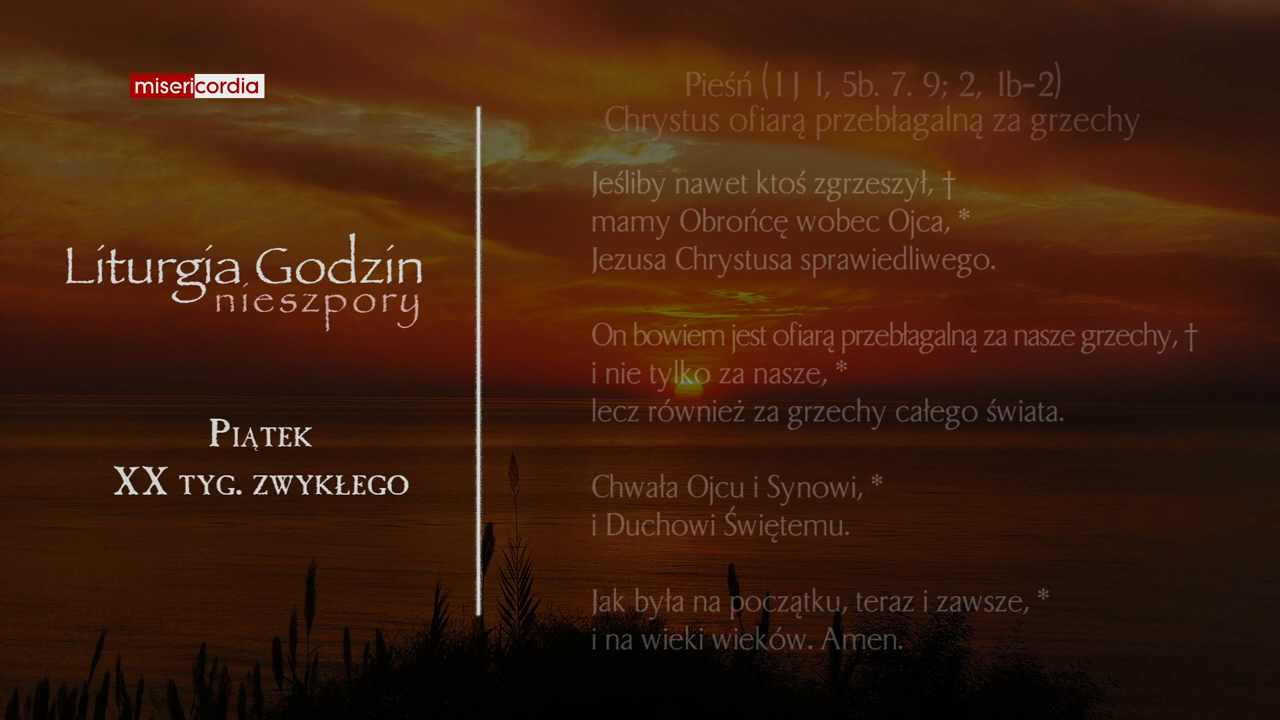 misericordia
Liturgia Godzin
nieszpory
Piątek
XX tyg. zwykłego
Pieśń (1 J 1, 5b. 7. 9; 2, 1b-2)
Chrystus ofiarą przebłagalną za grzechy
Jeśliby nawet ktoś zgrzeszył, †
mamy Obrońcę wobec Ojca, *
Jezusa Chrystusa sprawiedliwego.
On bowiem jest ofiarą przebłagalną za nasze grzechy, †
i nie tylko za nasze, *
lecz również za grzechy całego świata.
Chwała Ojcu i Synowi, *
i Duchowi Świętemu.
Jak była na początku, teraz i zawsze, *
i na wieki wieków. Amen.